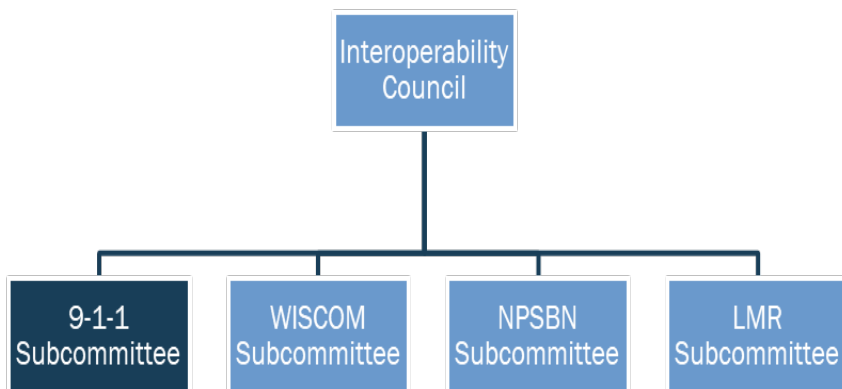 Interoperability
Council
9-1-1
Subcommittee
WISCOM
Subcommittee
NPSBN
Subcommittee
LMR
Subcommittee